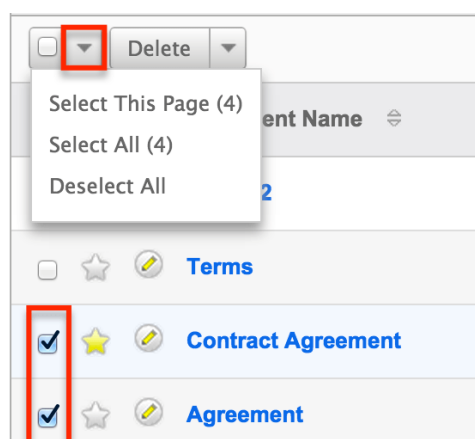 Delete
Select This Page (4)
ent Name
Select All (4)
Deselect All
2
Terms
Contract Agreement
Agreement